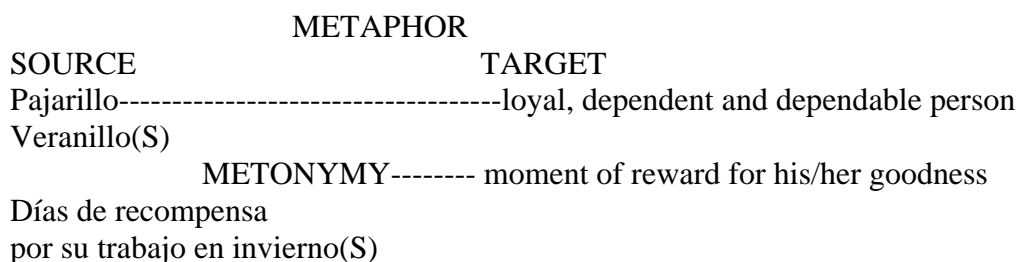 METAPHOR
SOURCE TARGET
Pajarillo------------------------------------loyal, dependent and dependable person
Veranillo(S)
METONYMY-------- moment of reward for his/her goodness
Días de recompensa
por su trabajo en invierno(S)